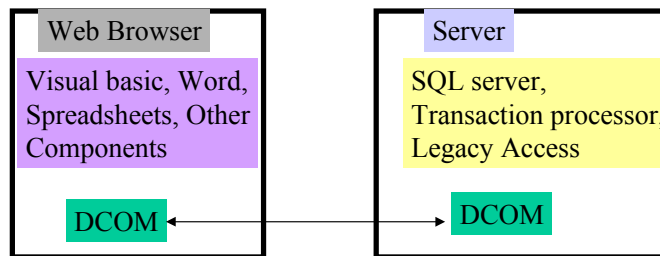 Web Browser
Visual basic, Word,
Spreadsheets, Other
Components
DCOM
Server
SQL server,
Transaction processor,
Legacy Access
DCOM